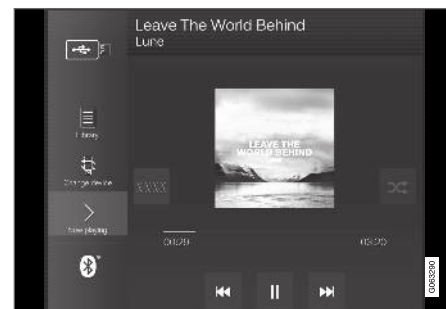 Leave The World Behind
Lune
Library
Change device
Now playing
LEAVE THE
WORLD BEHIND
XXXX
00:29
03:20
G063290